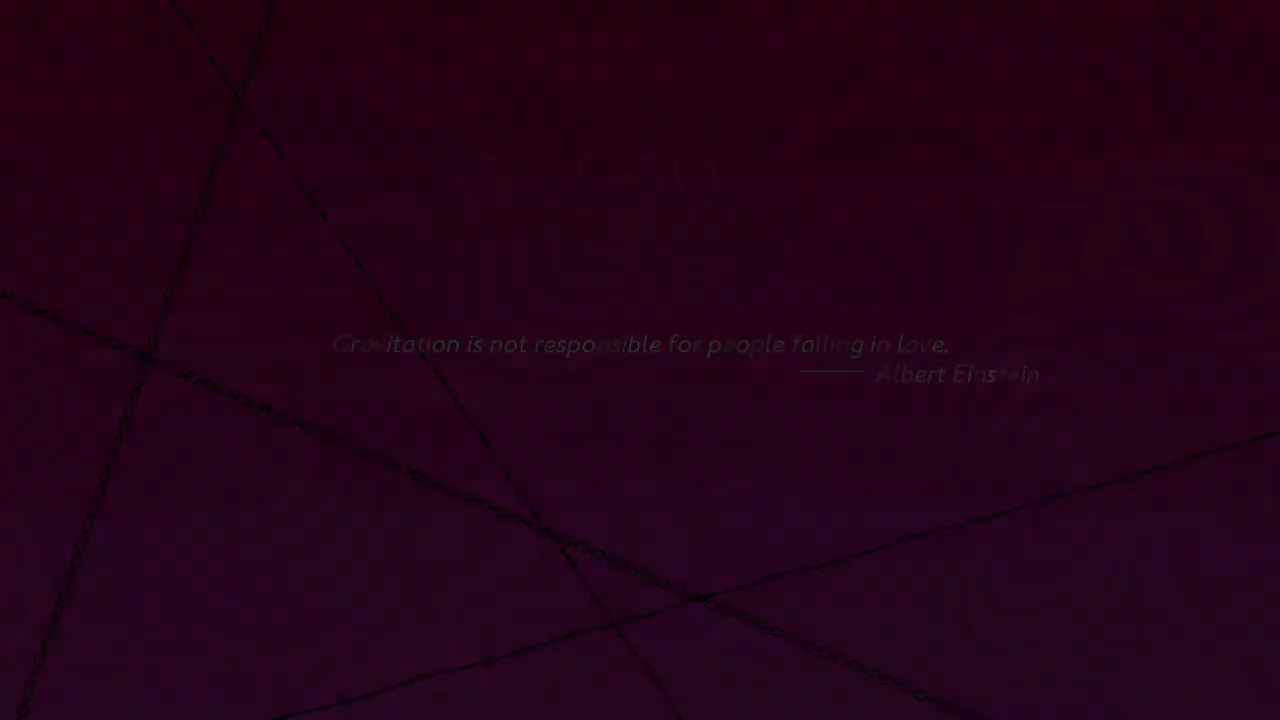 Gravitation is not responsible for people falling in love.
Albert Einstein